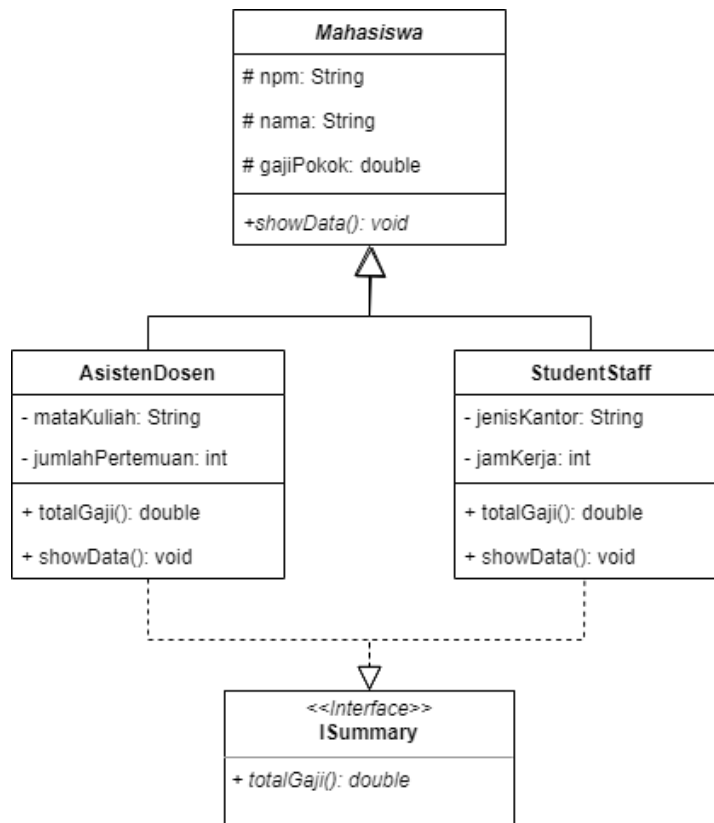 Mahasiswa
# npm: String
# nama: String
# gajiPokok: double
+showData(): void
AsistenDosen
- mataKuliah: String
- jumlahPertemuan: int
+ totalGaji(): double
+ showData(): void
StudentStaff
- jenisKantor: String
- jamKerja: int
+ totalGaji(): double
+ showData(): void
<<Interface>>
ISummary
+ totalGaji(): double